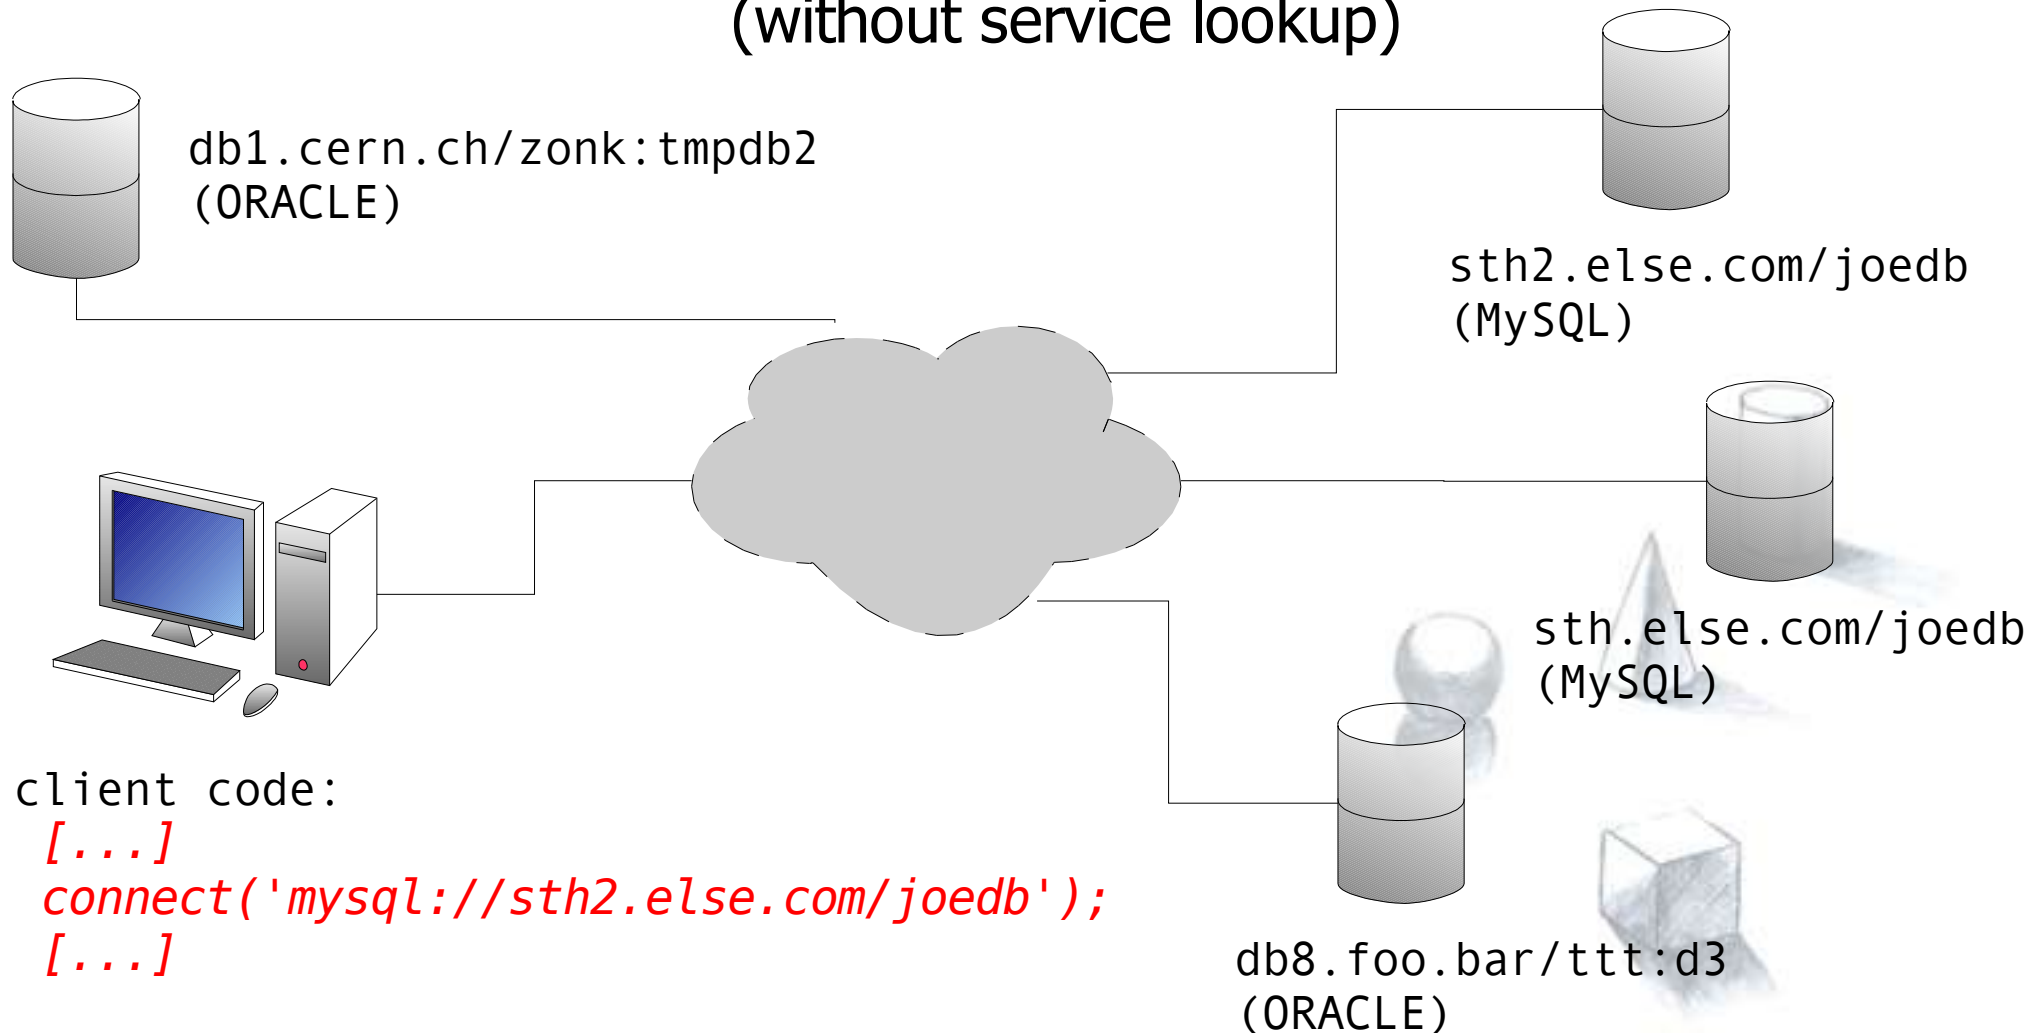 (without service lookup)
db1.cern.ch/zonk:tmpdb2
(ORACLE)
sth2.else.com/joedb
(MySQL)
sth.else.com/joedb
(MySQL)
client code:
[...]
connect('mysql://sth2.else.com/joedb');
[...]
db8.foo.bar/ttt:d3
(ORACLE)